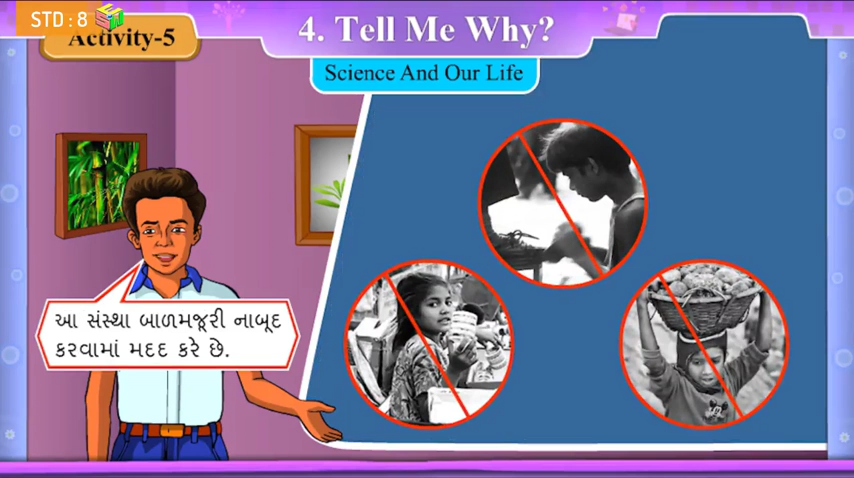 STD : 8
Activity-5
4. Tell Me Why?
Science And Our Life
આ સંસ્થા બાળમજૂરી નાબૂદ
કરવામાં મદદ કરે છે.